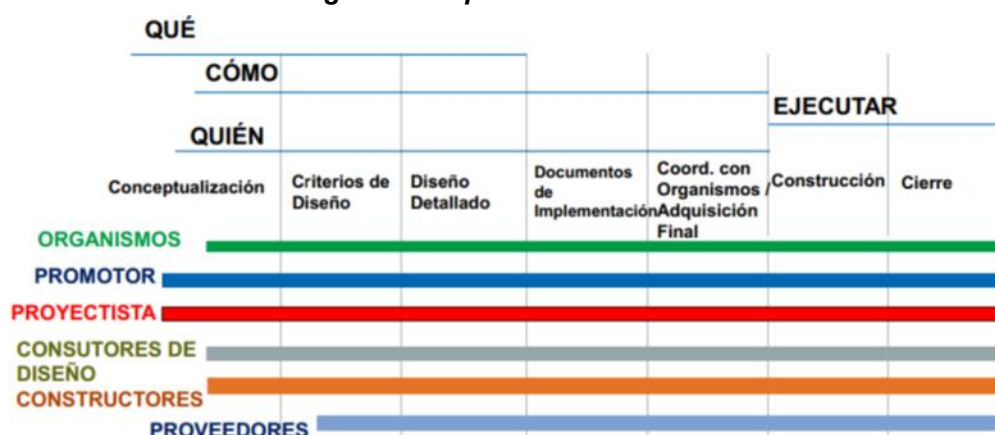 QUÉ
CÓMO
EJECUTAR
QUIÉN
Conceptualización
Criterios de
Diseño
Diseño
Detallado
Documentos
de
Implementación
Coord. con
Organismos /
Adquisición
Final
Construcción
Cierre
ORGANISMOS
PROMOTOR
PROYECTISTA
CONSUTORES DE
DISEÑO
CONSTRUCTORES
PROVEEDORES